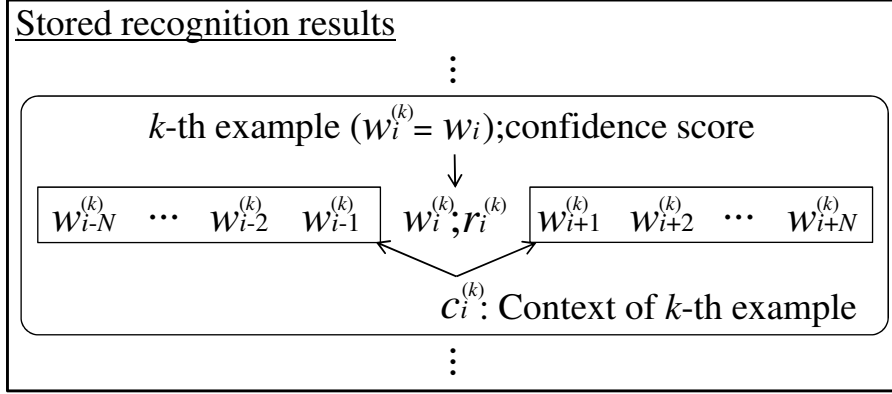 Stored recognition results
⋮
k-th example (w_i^(k) = w_i);confidence score
w_{i-N}^(k) ⋯ w_{i-2}^(k) w_{i-1}^(k) w_i^(k);r_i^(k) w_{i+1}^(k) w_{i+2}^(k) ⋯ w_{i+N}^(k)
c_i^(k): Context of k-th example
⋮